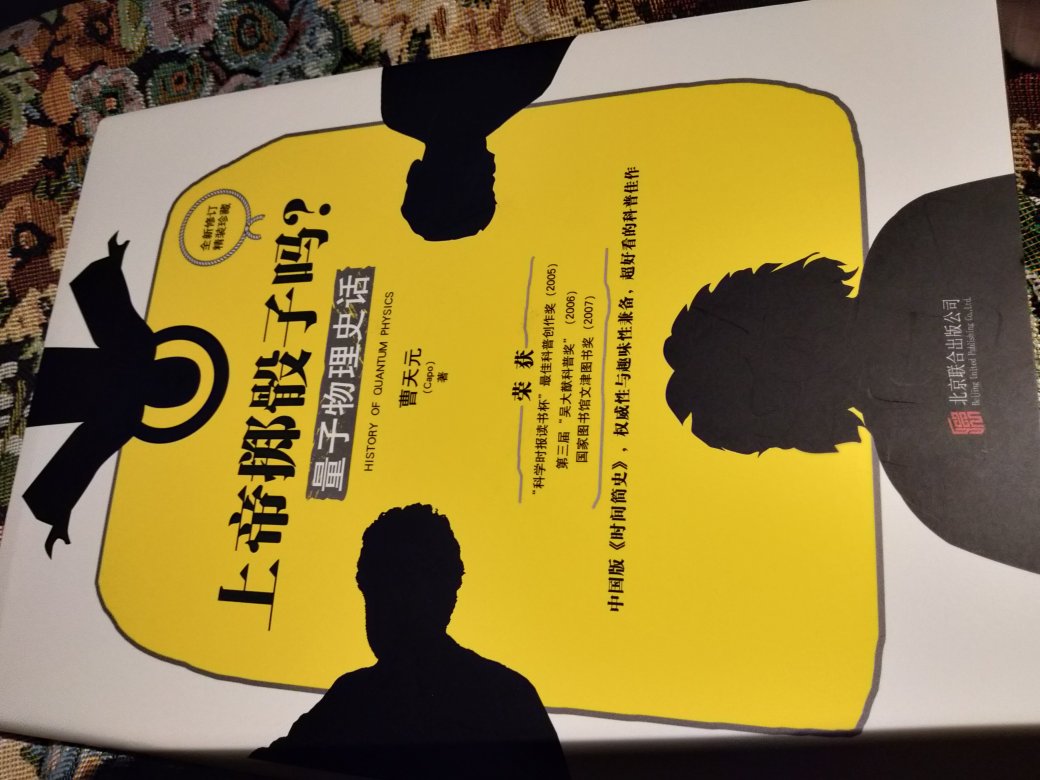 全新修订
精装珍藏
上帝掷骰子吗?
量子物理史话
HISTORY OF QUANTUM PHYSICS
曹天元
(Capo)
著
荣获
“科学时报读书杯”最佳科普创作奖(2005)
第三届“吴大猷科普奖”(2006)
国家图书馆文津图书奖(2007)
中国版《时间简史》,权威性与趣味性兼备,超好看的科普佳作
北京联合出版公司
Beijing United Publishing Co.,Ltd.